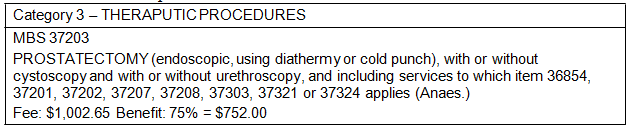 Category 3 – THERAPUTIC PROCEDURES
MBS 37203
PROSTATECTOMY (endoscopic, using diathermy or cold punch), with or without
cystoscopy and with or without urethroscopy, and including services to which item 36854,
37201, 37202, 37207, 37208, 37303, 37321 or 37324 applies (Anaes.)
Fee: $1,002.65 Benefit: 75% = $752.00